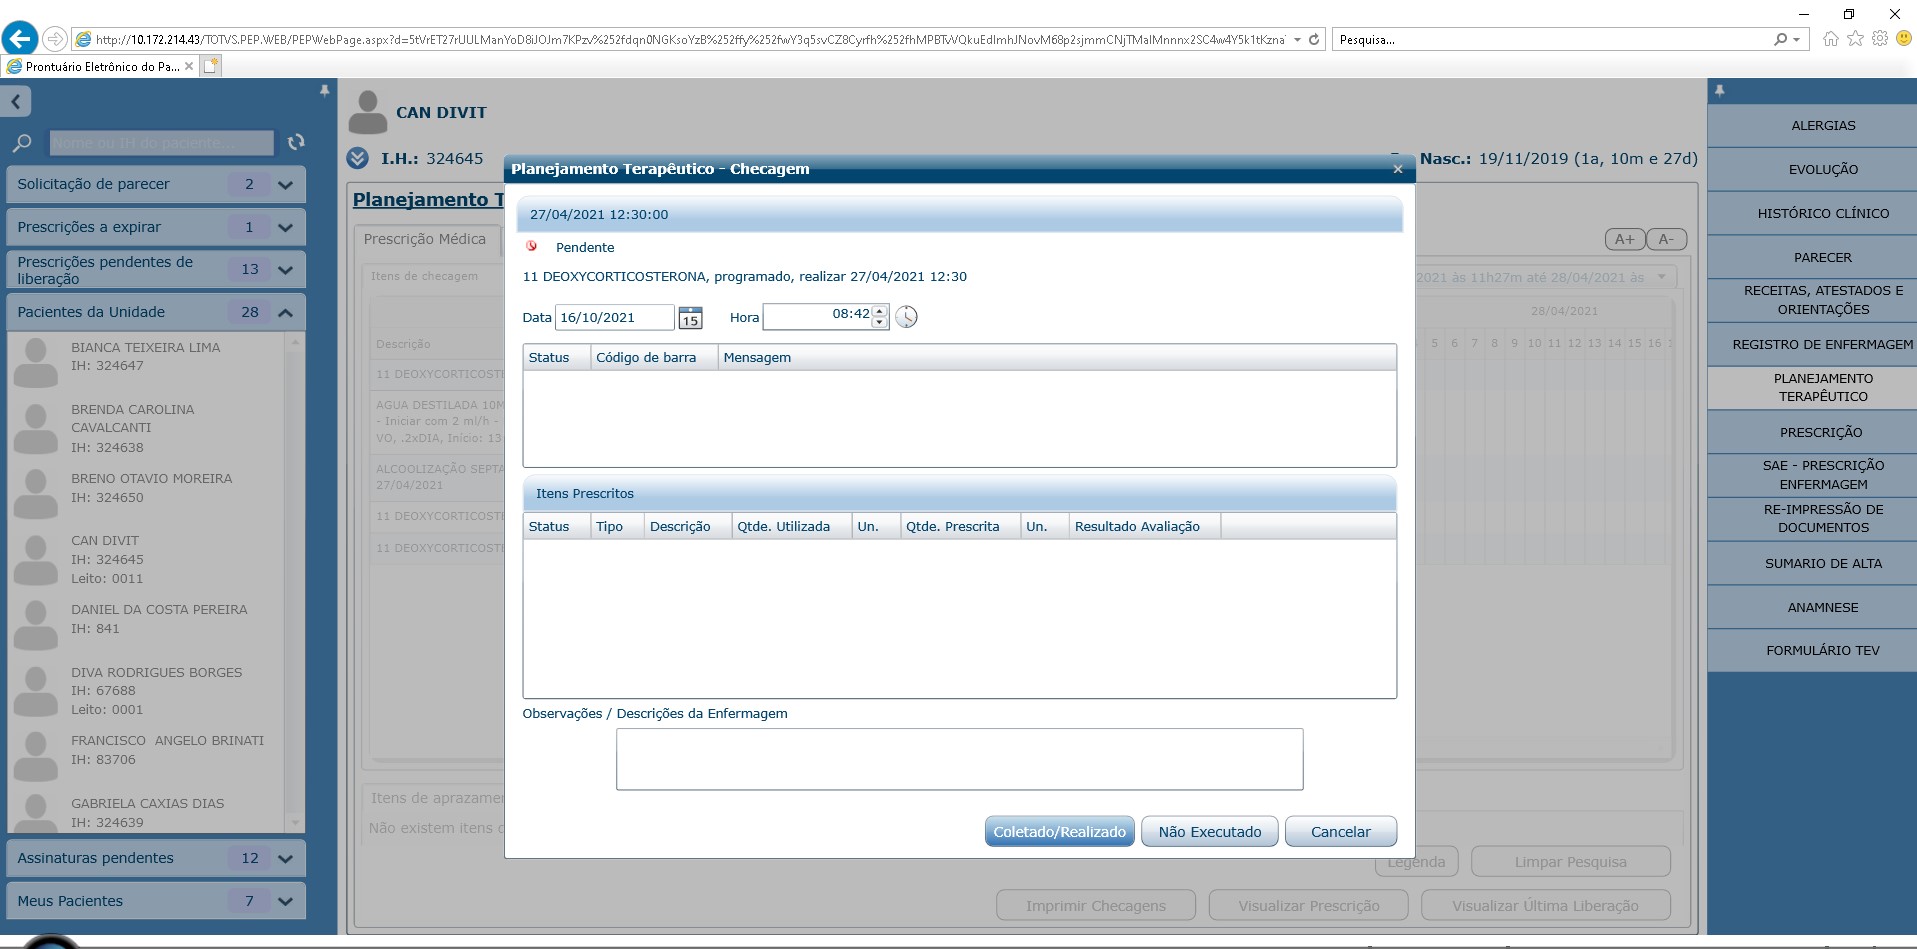 http://10.172.214.43/TOTVS.PEP.WEB/PEPWebPage.aspx?d=
Pesquisa...
Prontuário Eletrônico do Pa...
Nome ou IH do paciente...
Solicitação de parecer 2
Prescrições a expirar 1
Prescrições pendentes de
liberação 13
Pacientes da Unidade 28
BIANCA TEIXEIRA LIMA
IH: 324647
BRENDA CAROLINA
CAVALCANTI
IH: 324638
BRENO OTAVIO MOREIRA
IH: 324650
CAN DIVIT
IH: 324645
Leito: 0011
DANIEL DA COSTA PEREIRA
IH: 841
DIVA RODRIGUES BORGES
IH: 67688
Leito: 0001
FRANCISCO ANGELO BRINATI
IH: 83706
GABRIELA CAXIAS DIAS
IH: 324639
Assinaturas pendentes 12
Meus Pacientes 7
CAN DIVIT
I.H.: 324645
Nasc.: 19/11/2019 (1a, 10m e 27d)
Planejamento T
Prescrição Médica
A+ A-
Itens de checagem
2021 às 11h27m até 28/04/2021 às
28/04/2021
Descrição
5 6 7 8 9 10 11 12 13 14 15 16
11 DEOXYCORTICOSTE
AGUA DESTILADA 10M
- Iniciar com 2 ml/h -
VO, .2xDIA, Início: 13
ALCOOLIZAÇÃO SEPTA
27/04/2021
11 DEOXYCORTICOSTE
11 DEOXYCORTICOSTE
Itens de aprazamen
Não existem itens d
Planejamento Terapêutico - Checagem
27/04/2021 12:30:00
Pendente
11 DEOXYCORTICOSTERONA, programado, realizar 27/04/2021 12:30
Data 16/10/2021 15 Hora 08:42
Status Código de barra Mensagem
Itens Prescritos
Status Tipo Descrição Qtde. Utilizada Un. Qtde. Prescrita Un. Resultado Avaliação
Observações / Descrições da Enfermagem
Coletado/Realizado Não Executado Cancelar
Legenda Limpar Pesquisa
Imprimir Checagens Visualizar Prescrição Visualizar Última Liberação
ALERGIAS
EVOLUÇÃO
HISTÓRICO CLÍNICO
PARECER
RECEITAS, ATESTADOS E
ORIENTAÇÕES
REGISTRO DE ENFERMAGEM
PLANEJAMENTO
TERAPÊUTICO
PRESCRIÇÃO
SAE - PRESCRIÇÃO
ENFERMAGEM
RE-IMPRESSÃO DE
DOCUMENTOS
SUMARIO DE ALTA
ANAMNESE
FORMULÁRIO TEV